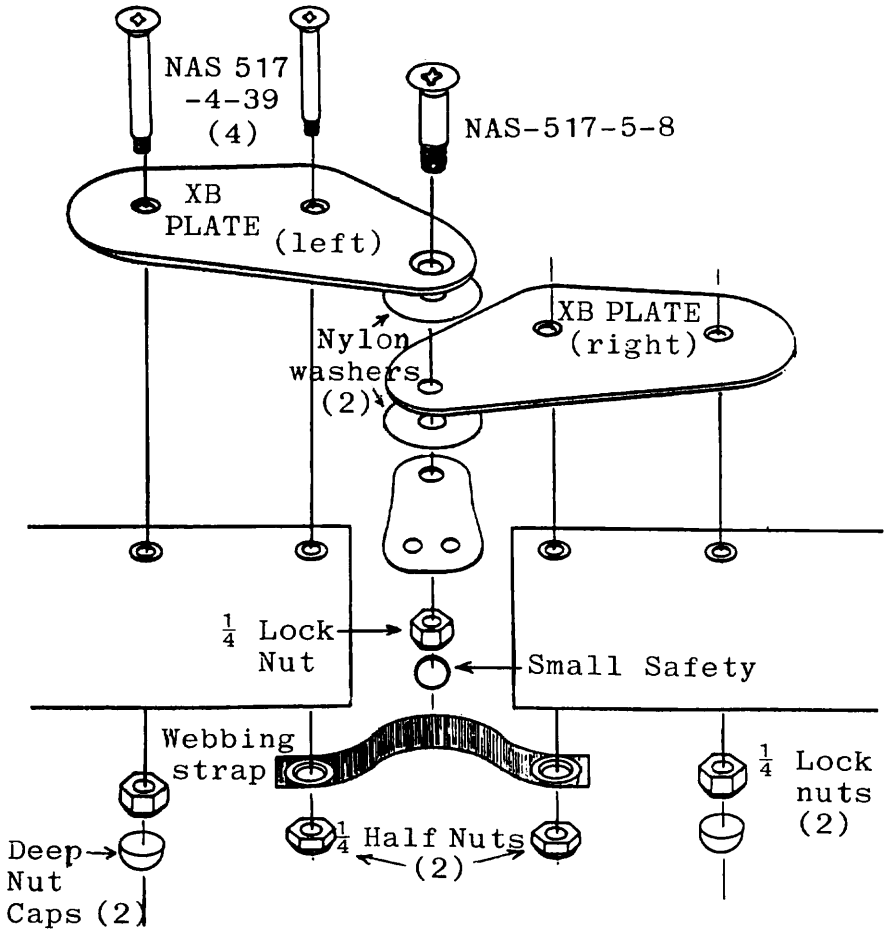 NAS 517
-4-39
(4)
NAS-517-5-8
XB
PLATE
(left)
XB PLATE
(right)
Nylon
washers
(2)
1/4 Lock
Nut
Small Safety
Webbing
strap
1/4 Lock
nuts
(2)
1/4 Half Nuts
(2)
Deep
Nut
Caps (2)